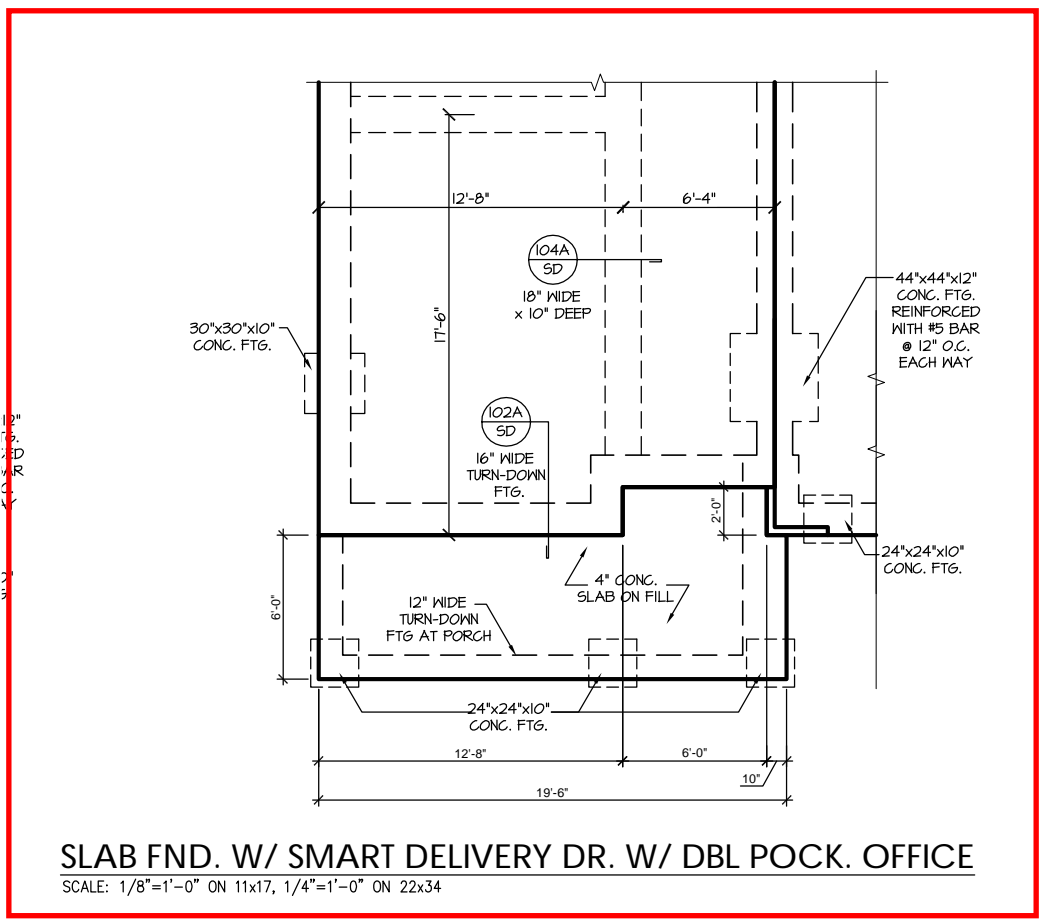 12'-8"
6'-4"
104A
SD
18" WIDE
x 10" DEEP
17'-6"
44"x44"x12"
CONC. FTG.
REINFORCED
WITH #5 BAR
@ 12" O.C.
EACH WAY
30"x30"x10"
CONC. FTG.
102A
SD
16" WIDE
TURN-DOWN
FTG.
2'-0"
24"x24"x10"
CONC. FTG.
4" CONC.
SLAB ON FILL
6'-0"
12" WIDE
TURN-DOWN
FTG AT PORCH
24"x24"x10"
CONC. FTG.
12'-8"
6'-0"
10"
19'-6"
SLAB FND. W/ SMART DELIVERY DR. W/ DBL POCK. OFFICE
SCALE: 1/8"=1'-0" ON 11x17, 1/4"=1'-0" ON 22x34